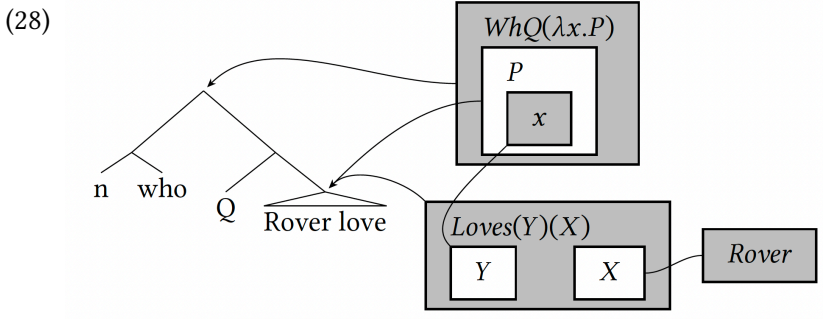 (28)
WhQ(λx.P)
P
x
n who
Q
Rover love
Loves(Y)(X)
Y X
Rover